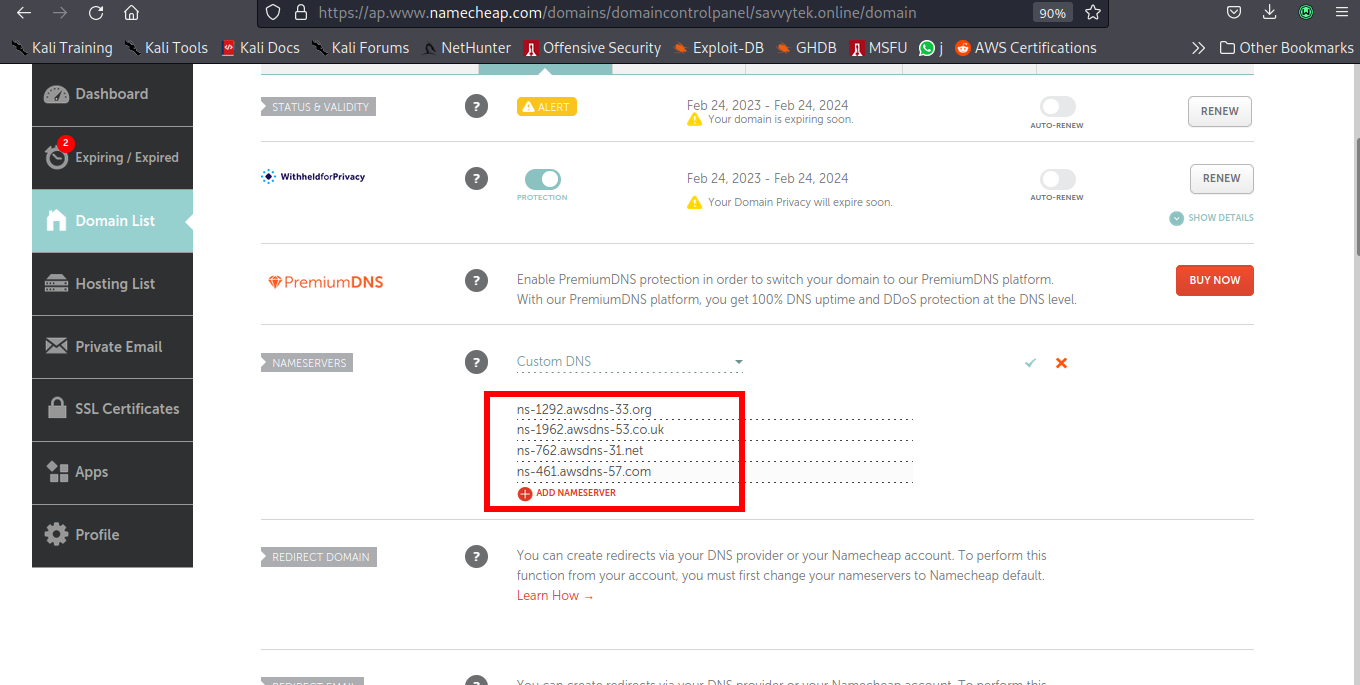 https://ap.www.namecheap.com/domains/domaincontrolpanel/savvytek.online/domain
90%
Kali Training Kali Tools Kali Docs Kali Forums NetHunter Offensive Security Exploit-DB GHDB MSFU j AWS Certifications Other Bookmarks
Dashboard
2
Expiring / Expired
Domain List
Hosting List
Private Email
SSL Certificates
Apps
Profile
STATUS & VALIDITY
?
ALERT
Feb 24, 2023 - Feb 24, 2024
Your domain is expiring soon.
AUTO-RENEW
RENEW
WithheldforPrivacy
?
PROTECTION
Feb 24, 2023 - Feb 24, 2024
Your Domain Privacy will expire soon.
AUTO-RENEW
RENEW
SHOW DETAILS
PremiumDNS
?
Enable PremiumDNS protection in order to switch your domain to our PremiumDNS platform.
With our PremiumDNS platform, you get 100% DNS uptime and DDoS protection at the DNS level.
BUY NOW
NAMESERVERS
?
Custom DNS
ns-1292.awsdns-33.org
ns-1962.awsdns-53.co.uk
ns-762.awsdns-31.net
ns-461.awsdns-57.com
ADD NAMESERVER
REDIRECT DOMAIN
?
You can create redirects via your DNS provider or your Namecheap account. To perform this
function from your account, you must first change your nameservers to Namecheap default.
Learn How →
REDIRECT EMAIL
?
You can create redirects via your DNS provider or your Namecheap account. To perform this